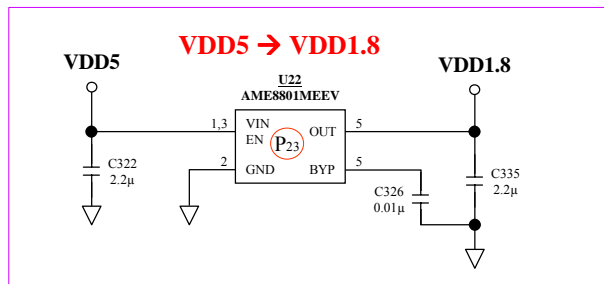 VDD5 → VDD1.8
VDD5
VDD1.8
U22
AME8801MEEV
1,3
VIN
EN
OUT
5
P23
2
GND
BYP
5
C322
2.2µ
C326
0.01µ
C335
2.2µ